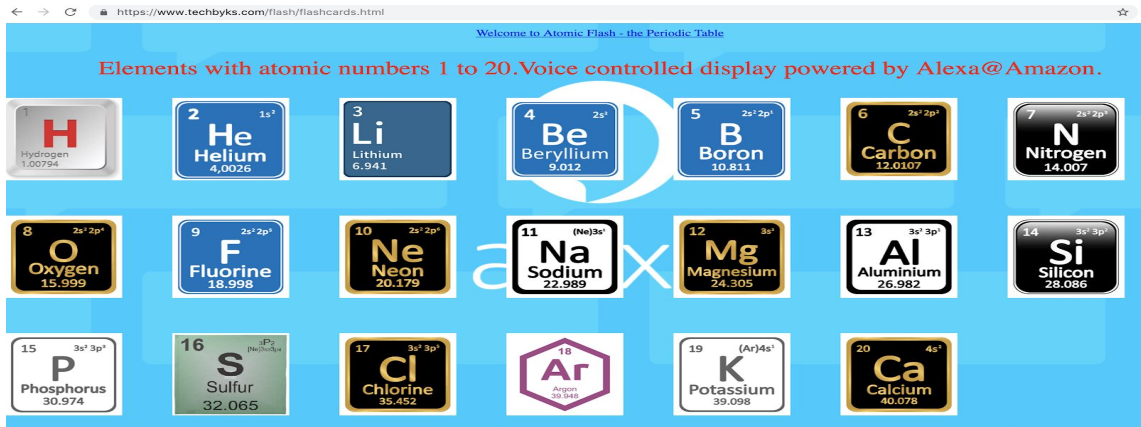 https://www.techbyks.com/flash/flashcards.html
Welcome to Atomic Flash - the Periodic Table
Elements with atomic numbers 1 to 20.Voice controlled display powered by Alexa@Amazon.
1
H
Hydrogen
1.00794
2 1s²
He
Helium
4,0026
3
Li
Lithium
6.941
4 2s²
Be
Beryllium
9.012
5 2s² 2p¹
B
Boron
10.811
6 2s² 2p²
C
Carbon
12.0107
7 2s² 2p³
N
Nitrogen
14.007
8 2s² 2p⁴
O
Oxygen
15.999
9 2s² 2p⁵
F
Fluorine
18.998
10 2s² 2p⁶
Ne
Neon
20.179
11 (Ne)3s¹
Na
Sodium
22.989
12 3s²
Mg
Magnesium
24.305
13 3s² 3p¹
Al
Aluminium
26.982
14 3s² 3p²
Si
Silicon
28.086
15 3s² 3p³
P
Phosphorus
30.974
16 ³P₂
S
Sulfur
32.065
17 3s² 3p⁵
Cl
Chlorine
35.452
18
Ar
Argon
39.948
19 (Ar)4s¹
K
Potassium
39.098
20 4s²
Ca
Calcium
40.078